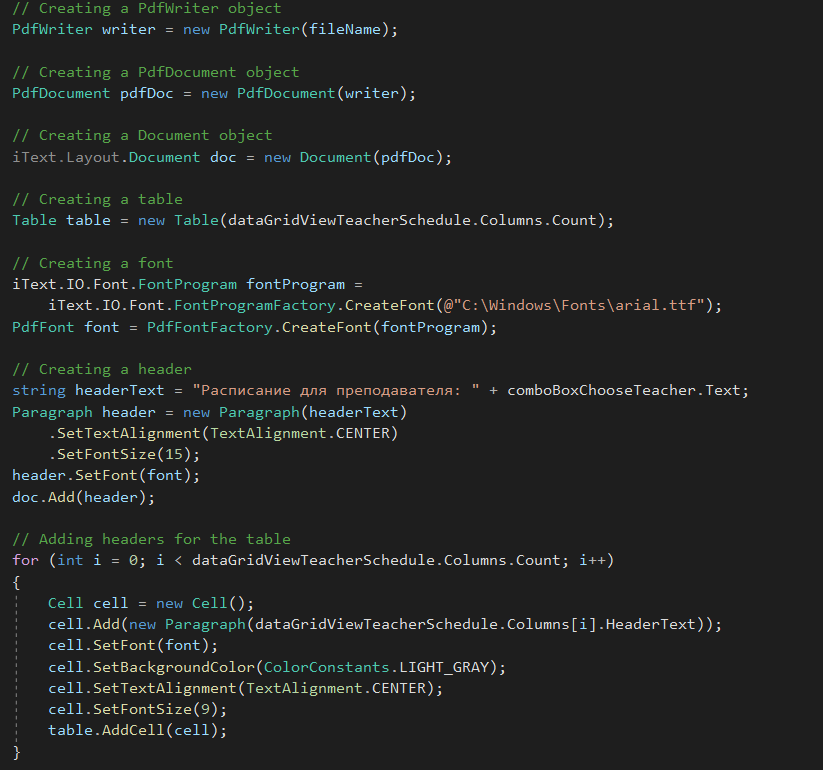 // Creating a PdfWriter object
PdfWriter writer = new PdfWriter(fileName);
// Creating a PdfDocument object
PdfDocument pdfDoc = new PdfDocument(writer);
// Creating a Document object
iText.Layout.Document doc = new Document(pdfDoc);
// Creating a table
Table table = new Table(dataGridViewTeacherSchedule.Columns.Count);
// Creating a font
iText.IO.Font.FontProgram fontProgram =
    iText.IO.Font.FontProgramFactory.CreateFont(@"C:\Windows\Fonts\arial.ttf");
PdfFont font = PdfFontFactory.CreateFont(fontProgram);
// Creating a header
string headerText = "Расписание для преподавателя: " + comboBoxChooseTeacher.Text;
Paragraph header = new Paragraph(headerText)
    .SetTextAlignment(TextAlignment.CENTER)
    .SetFontSize(15);
header.SetFont(font);
doc.Add(header);
// Adding headers for the table
for (int i = 0; i < dataGridViewTeacherSchedule.Columns.Count; i++)
{
    Cell cell = new Cell();
    cell.Add(new Paragraph(dataGridViewTeacherSchedule.Columns[i].HeaderText));
    cell.SetFont(font);
    cell.SetBackgroundColor(ColorConstants.LIGHT_GRAY);
    cell.SetTextAlignment(TextAlignment.CENTER);
    cell.SetFontSize(9);
    table.AddCell(cell);
}